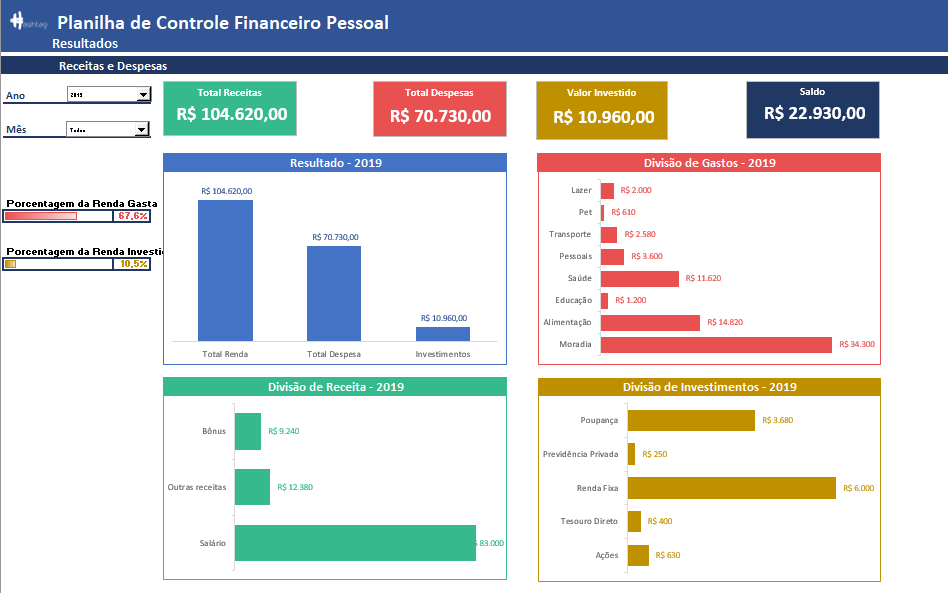 Hashtag
Planilha de Controle Financeiro Pessoal
Resultados
Receitas e Despesas
Ano
2019
Mês
Todos
Total Receitas
R$ 104.620,00
Total Despesas
R$ 70.730,00
Valor Investido
R$ 10.960,00
Saldo
R$ 22.930,00
Porcentagem da Renda Gasta
67,6%
Porcentagem da Renda Investi
10,5%
Resultado - 2019
R$ 104.620,00
R$ 70.730,00
R$ 10.960,00
Total Renda
Total Despesa
Investimentos
Divisão de Gastos - 2019
Lazer R$ 2.000
Pet R$ 610
Transporte R$ 2.580
Pessoais R$ 3.600
Saúde R$ 11.620
Educação R$ 1.200
Alimentação R$ 14.820
Moradia R$ 34.300
Divisão de Receita - 2019
Bônus R$ 9.240
Outras receitas R$ 12.380
Salário $ 83.000
Divisão de Investimentos - 2019
Poupança R$ 3.680
Previdência Privada R$ 250
Renda Fixa R$ 6.000
Tesouro Direto R$ 400
Ações R$ 630